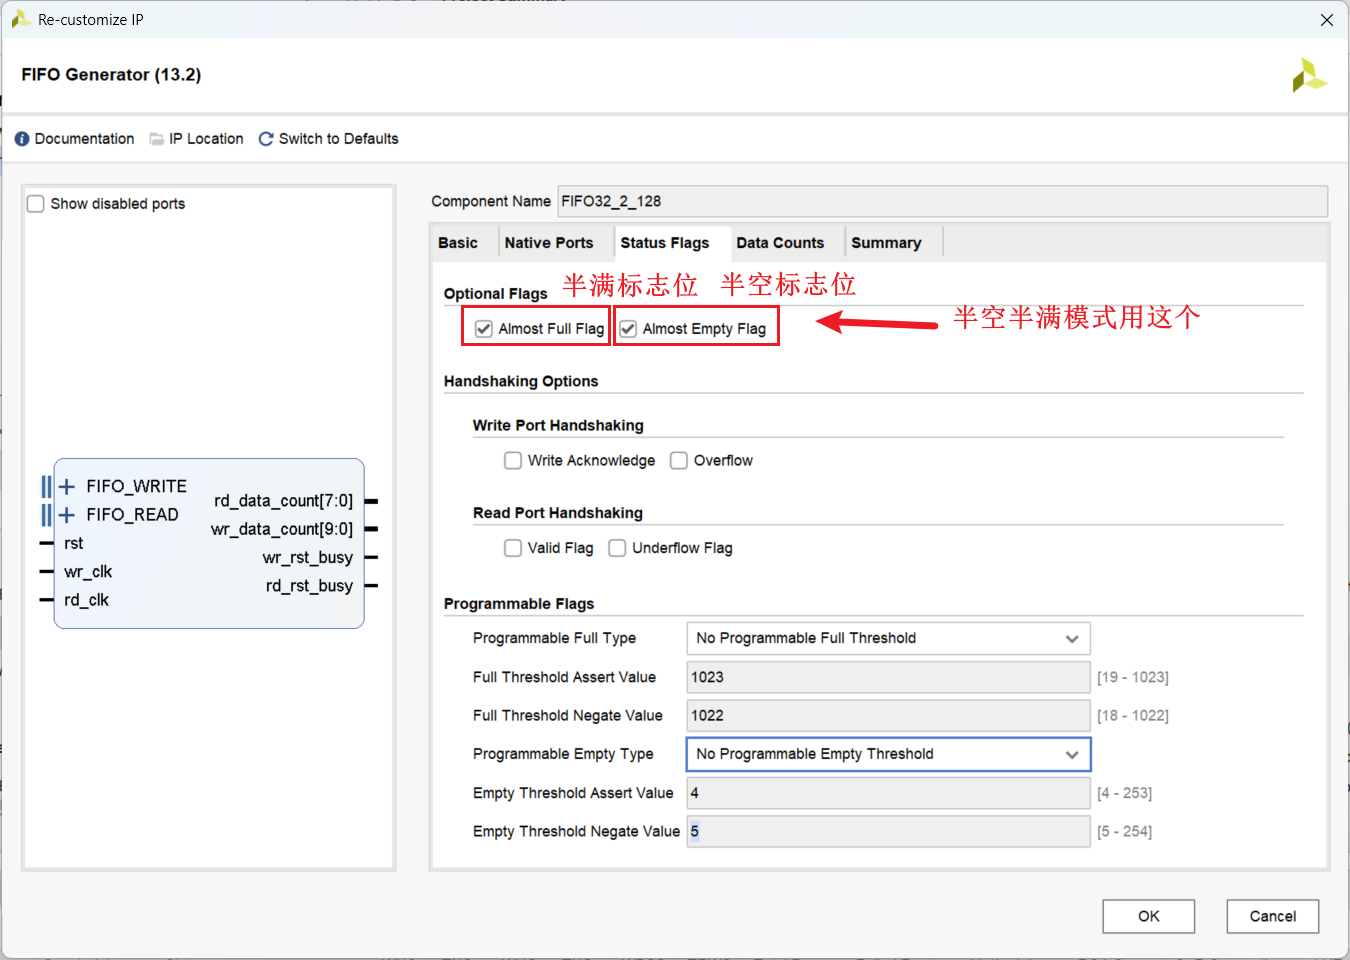 Re-customize IP
FIFO Generator (13.2)
Documentation IP Location Switch to Defaults
Show disabled ports
FIFO_WRITE
FIFO_READ
rst
wr_clk
rd_clk
rd_data_count[7:0]
wr_data_count[9:0]
wr_rst_busy
rd_rst_busy
Component Name FIFO32_2_128
Basic Native Ports Status Flags Data Counts Summary
半满标志位 半空标志位
Optional Flags
Almost Full Flag Almost Empty Flag
半空半满模式用这个
Handshaking Options
Write Port Handshaking
Write Acknowledge Overflow
Read Port Handshaking
Valid Flag Underflow Flag
Programmable Flags
Programmable Full Type No Programmable Full Threshold
Full Threshold Assert Value 1023 [19 - 1023]
Full Threshold Negate Value 1022 [18 - 1022]
Programmable Empty Type No Programmable Empty Threshold
Empty Threshold Assert Value 4 [4 - 253]
Empty Threshold Negate Value 5 [5 - 254]
OK Cancel